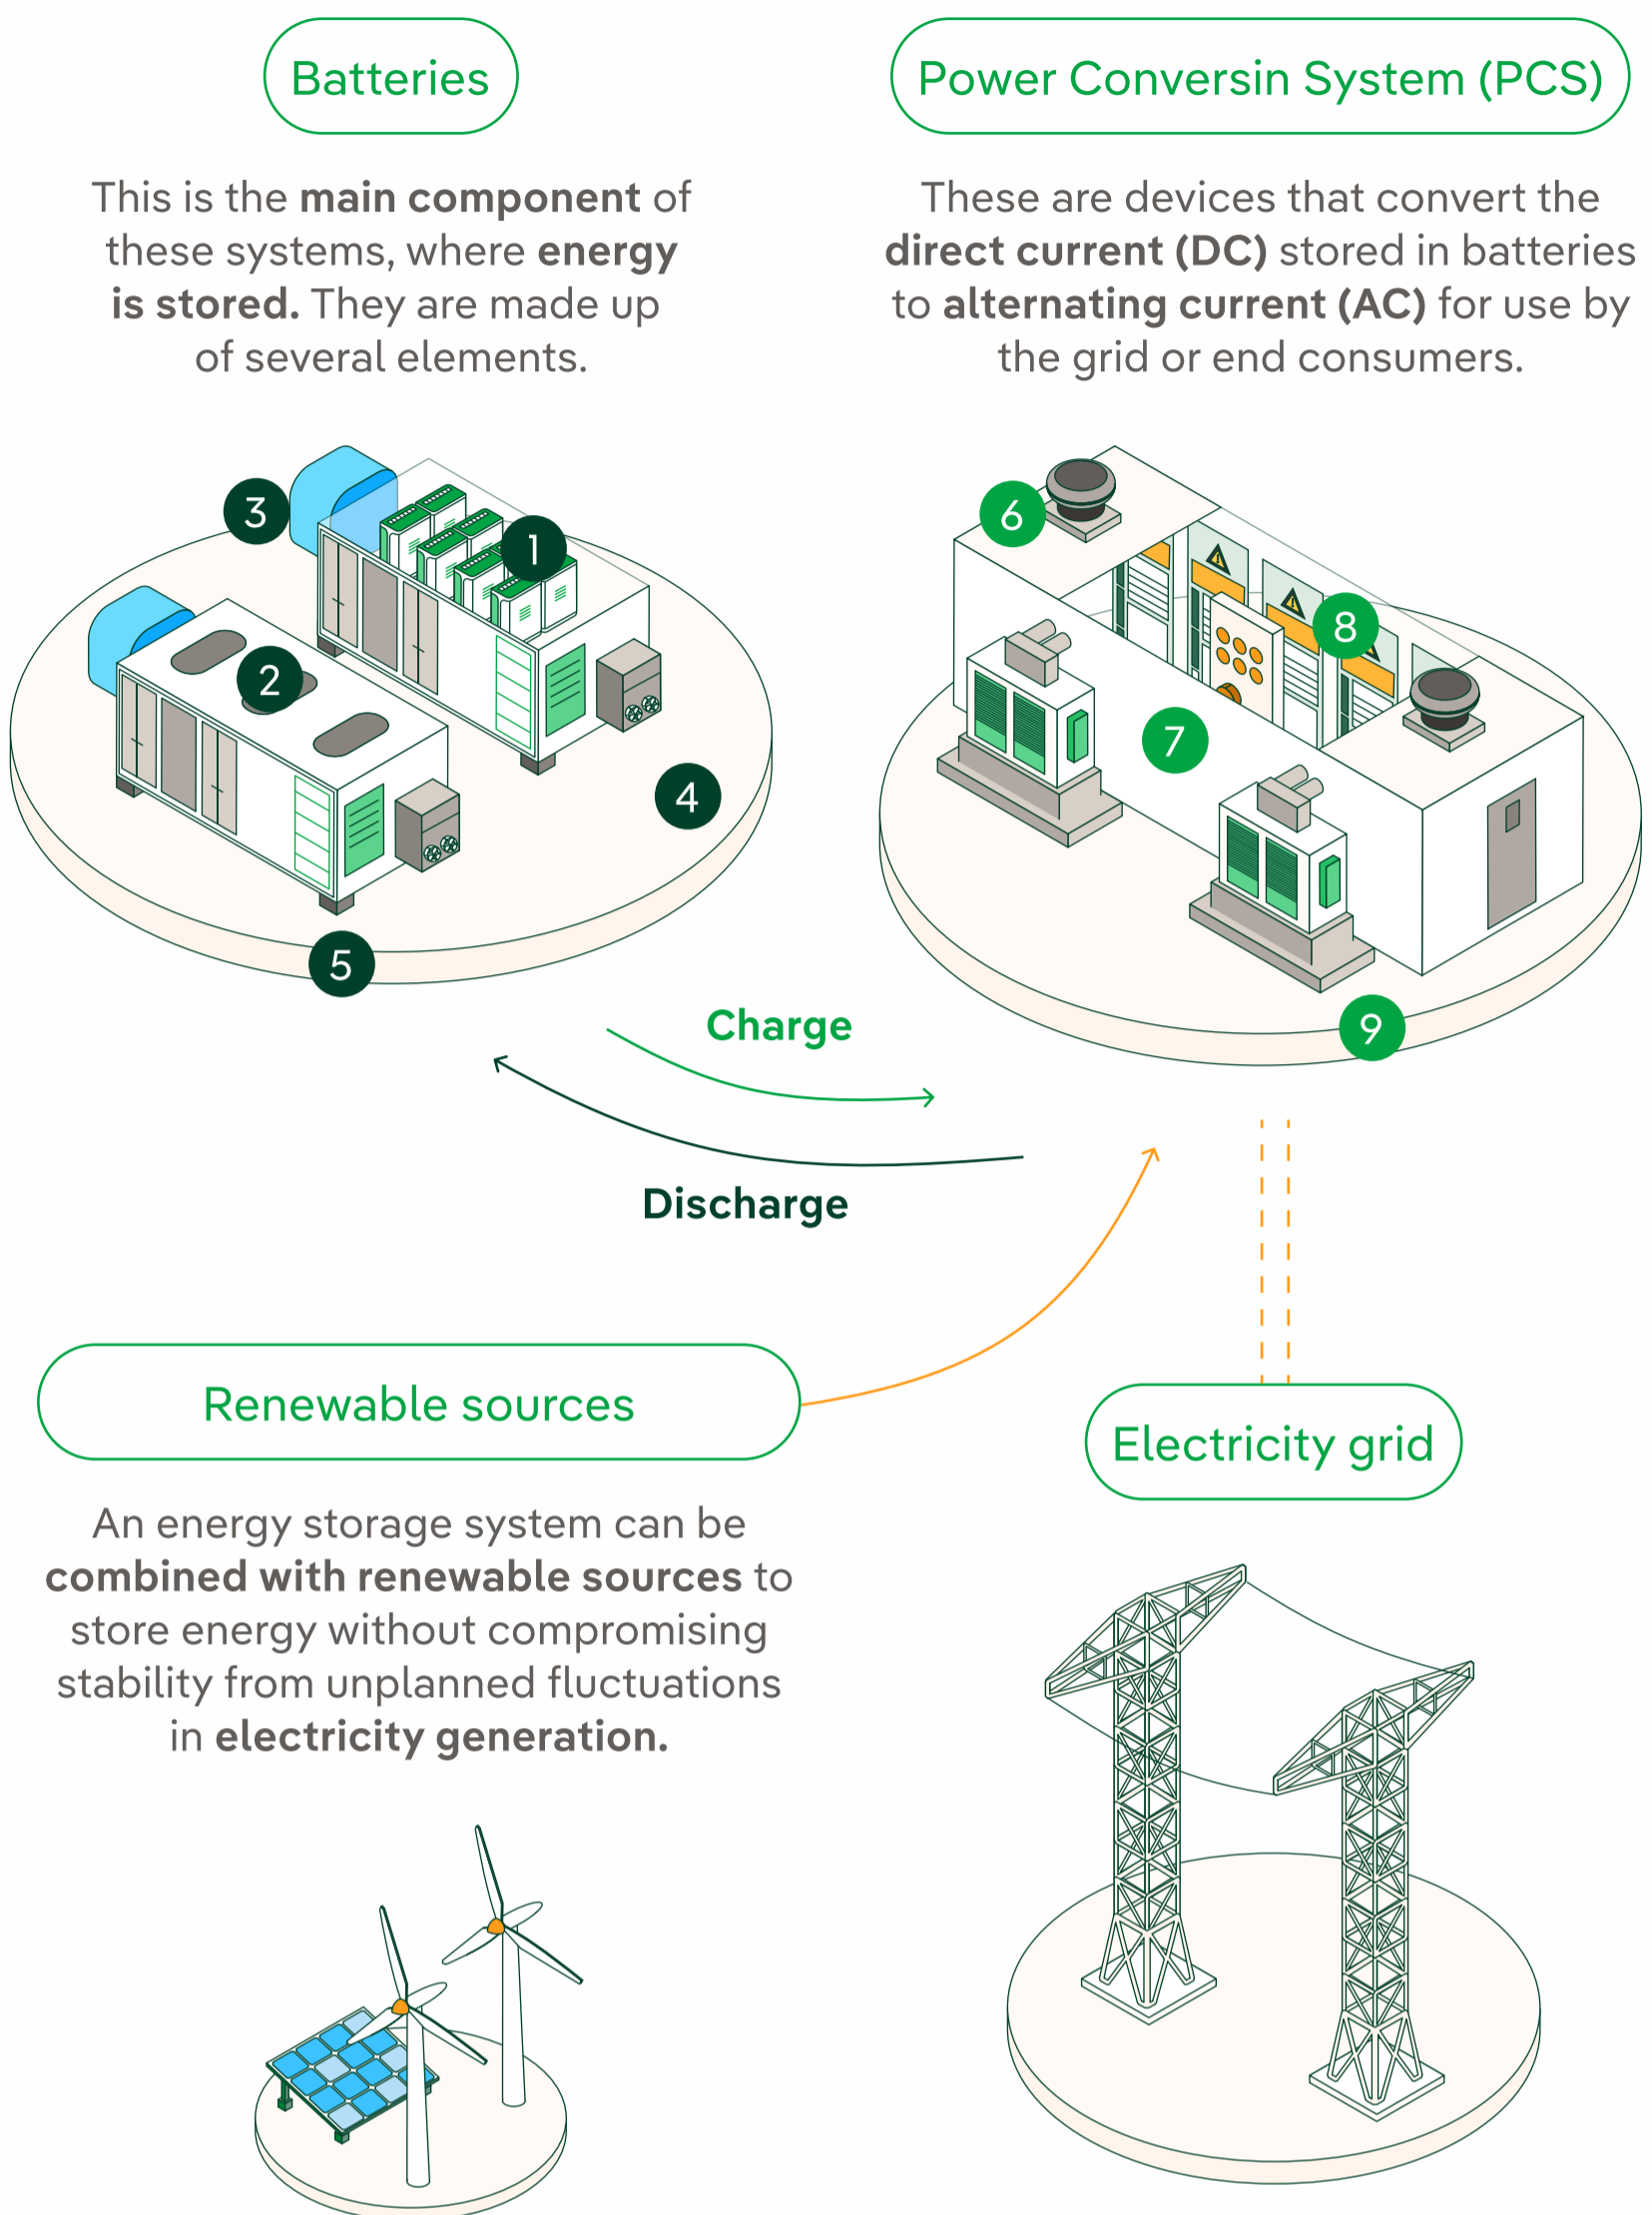 Batteries
This is the main component of
these systems, where energy
is stored. They are made up
of several elements.
Power Conversin System (PCS)
These are devices that convert the
direct current (DC) stored in batteries
to alternating current (AC) for use by
the grid or end consumers.
3
1
2
4
5
6
8
7
9
Charge
Discharge
Renewable sources
An energy storage system can be
combined with renewable sources to
store energy without compromising
stability from unplanned fluctuations
in electricity generation.
Electricity grid